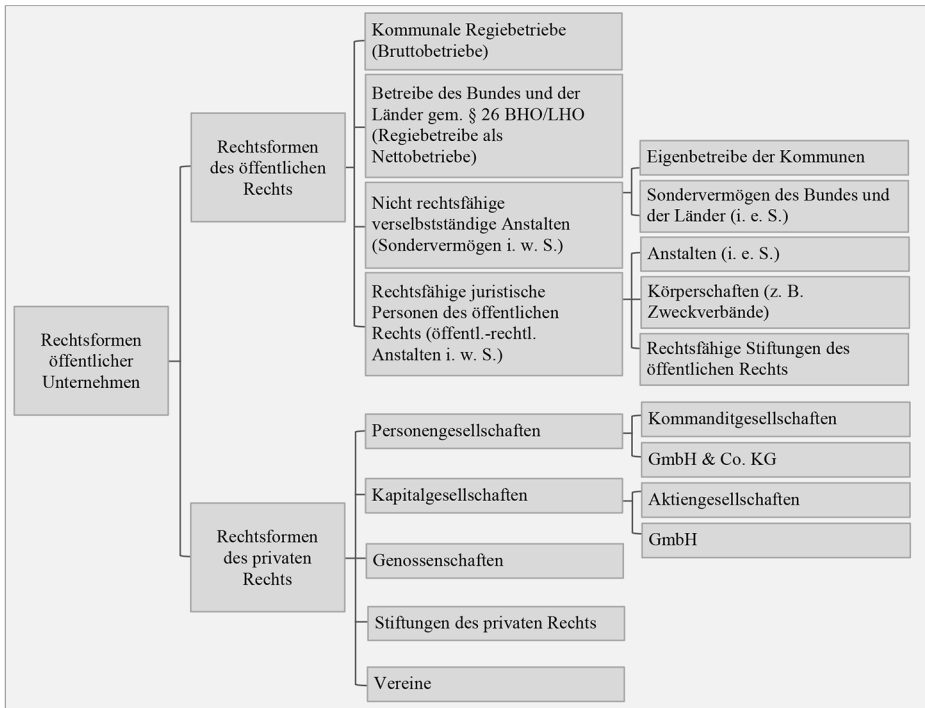 Rechtsformen
öffentlicher
Unternehmen
Rechtsformen
des öffentlichen
Rechts
Kommunale Regiebetriebe
(Bruttobetriebe)
Betreibe des Bundes und der
Länder gem. § 26 BHO/LHO
(Regiebetreibe als
Nettobetriebe)
Nicht rechtsfähige
verselbstständige Anstalten
(Sondervermögen i. w. S.)
Eigenbetreibe der Kommunen
Sondervermögen des Bundes und
der Länder (i. e. S.)
Rechtsfähige juristische
Personen des öffentlichen
Rechts (öffentl.-rechtl.
Anstalten i. w. S.)
Anstalten (i. e. S.)
Körperschaften (z. B.
Zweckverbände)
Rechtsfähige Stiftungen des
öffentlichen Rechts
Rechtsformen
des privaten
Rechts
Personengesellschaften
Kommanditgesellschaften
GmbH & Co. KG
Kapitalgesellschaften
Aktiengesellschaften
GmbH
Genossenschaften
Stiftungen des privaten Rechts
Vereine